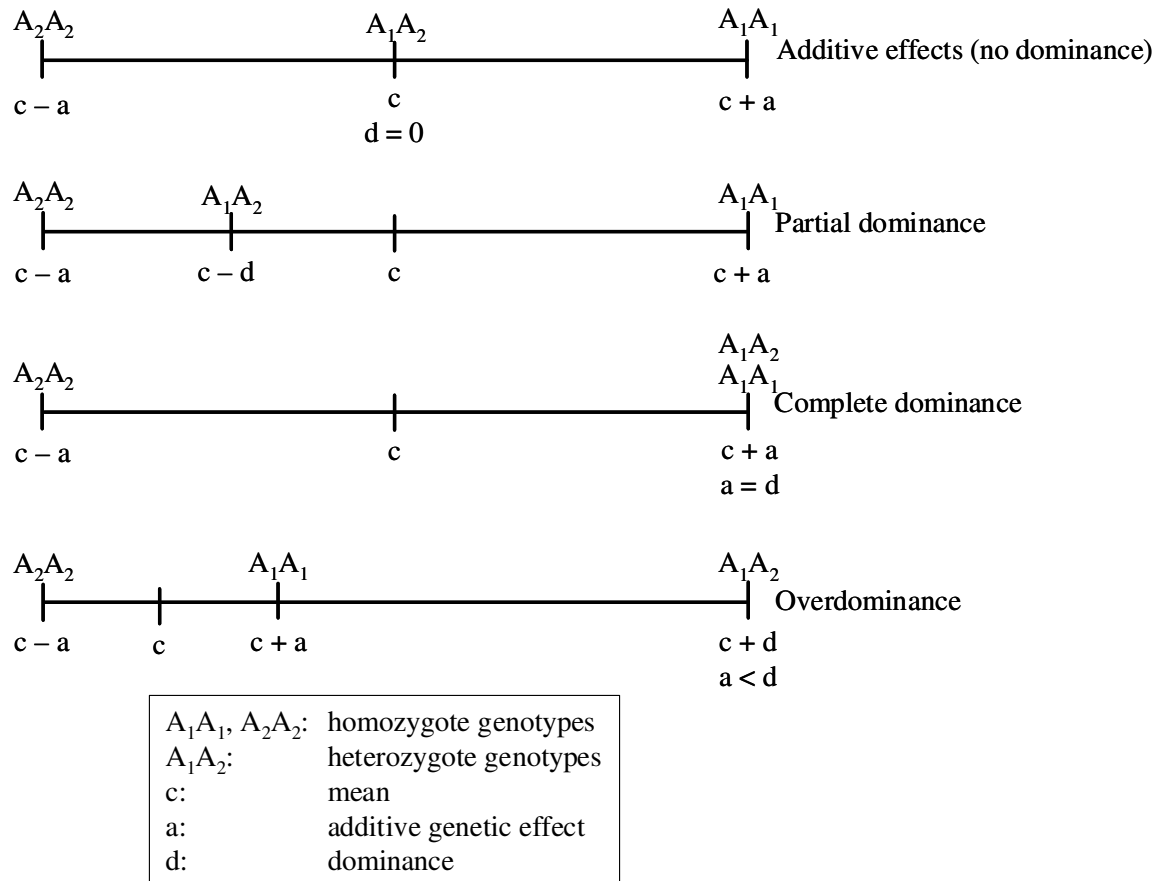 A₂A₂ A₁A₂ A₁A₁
Additive effects (no dominance)
c – a c c + a
d = 0
A₂A₂ A₁A₂ A₁A₁
Partial dominance
c – a c – d c c + a
A₁A₂
A₂A₂ A₁A₁
Complete dominance
c – a c c + a
a = d
A₂A₂ A₁A₁ A₁A₂
Overdominance
c – a c c + a c + d
a < d
A₁A₁, A₂A₂: homozygote genotypes
A₁A₂: heterozygote genotypes
c: mean
a: additive genetic effect
d: dominance